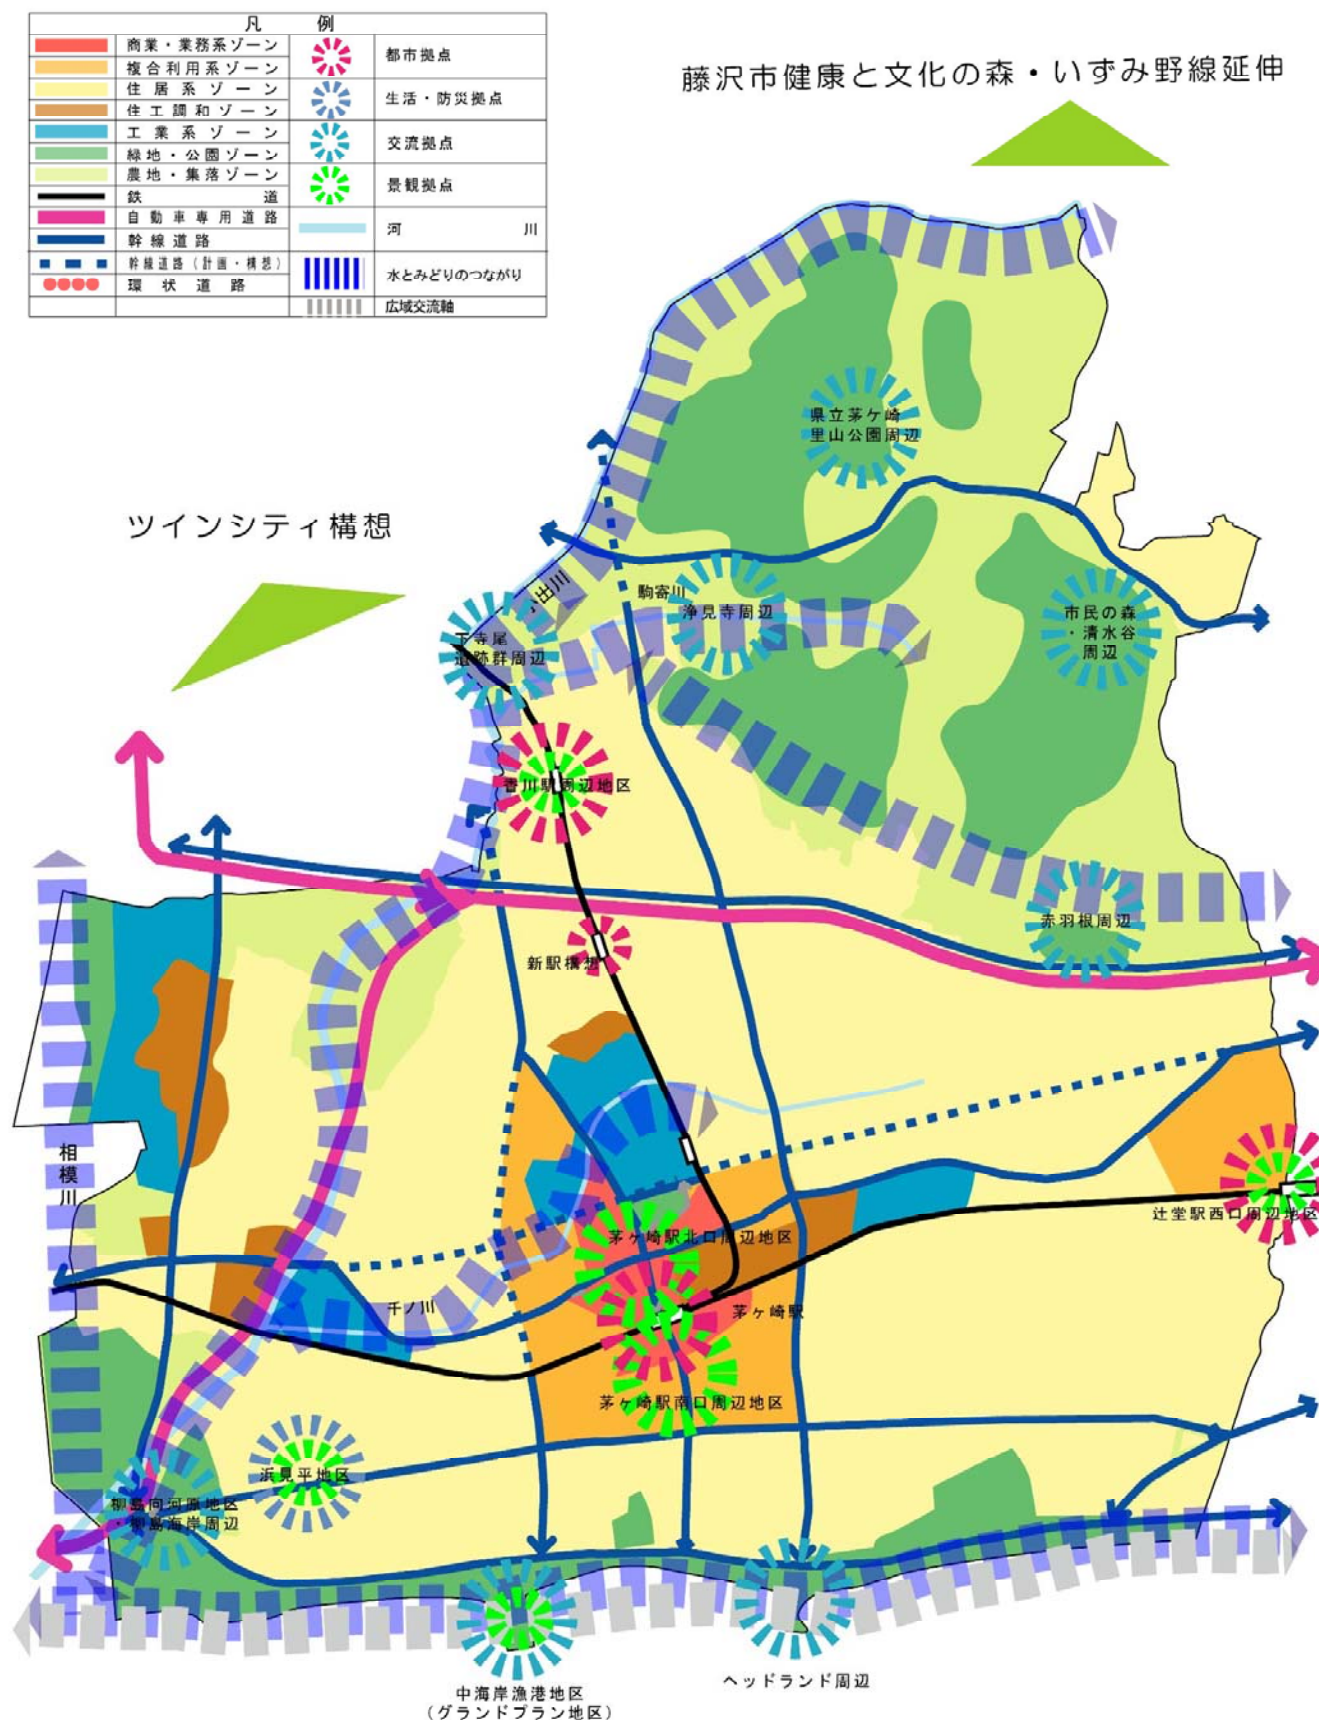 凡 例
商業・業務系ゾーン
複合利用系ゾーン
住居系ゾーン
住工調和ゾーン
工業系ゾーン
緑地・公園ゾーン
農地・集落ゾーン
鉄道
自動車専用道路
幹線道路
幹線道路(計画・構想)
環状道路
都市拠点
生活・防災拠点
交流拠点
景観拠点
河川
水とみどりのつながり
広域交流軸
藤沢市健康と文化の森・いずみ野線延伸
ツインシティ構想
県立茅ケ崎
里山公園周辺
小出川
駒寄川
浄見寺周辺
市民の森
・清水谷
周辺
下寺尾
遺跡群周辺
香川駅周辺地区
赤羽根周辺
新駅構想
相模川
辻堂駅西口周辺地区
茅ヶ崎駅北口周辺地区
千ノ川
茅ヶ崎駅
茅ヶ崎駅南口周辺地区
浜見平地区
柳島向河原地区
・柳島海岸周辺
ヘッドランド周辺
中海岸漁港地区
(グランドプラン地区)